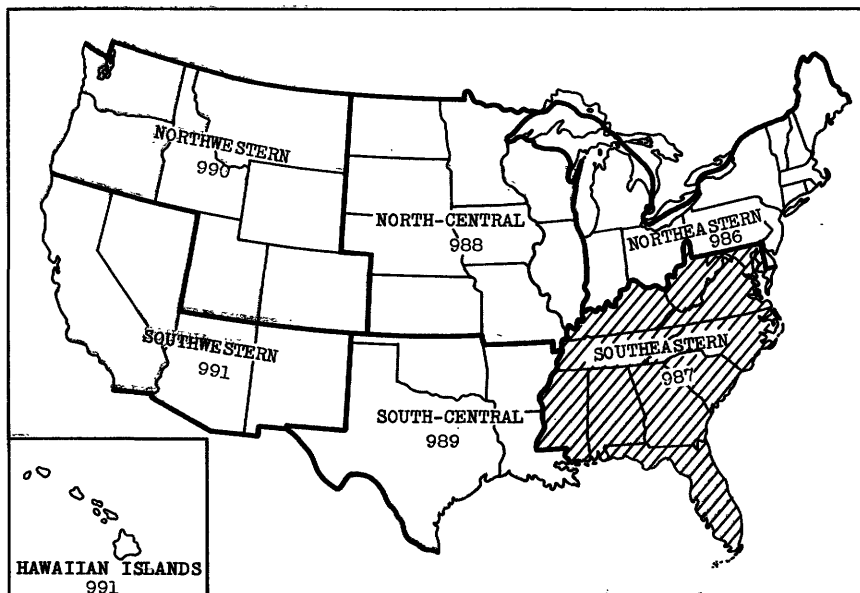 NORTHWESTERN
990
NORTH-CENTRAL
988
NORTHEASTERN
986
SOUTHWESTERN
991
SOUTHEASTERN
987
SOUTH-CENTRAL
989
HAWAIIAN ISLANDS
991